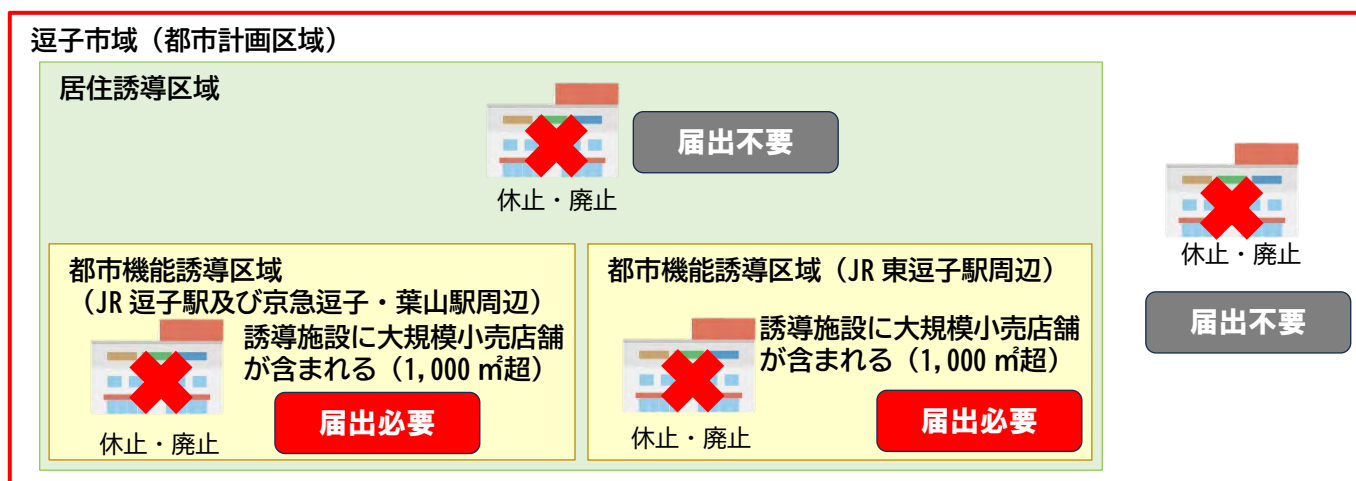 逗子市域（都市計画区域）
居住誘導区域
届出不要
休止・廃止
都市機能誘導区域
（JR 逗子駅及び京急逗子・葉山駅周辺）
誘導施設に大規模小売店舗
が含まれる（1,000 ㎡超）
届出必要
休止・廃止
都市機能誘導区域（JR 東逗子駅周辺）
誘導施設に大規模小売店舗
が含まれる（1,000 ㎡超）
届出必要
休止・廃止
休止・廃止
届出不要